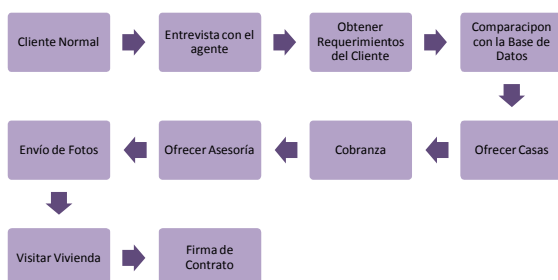 Cliente Normal
Entrevista con el
agente
Obtener
Requerimientos
del Cliente
Comparacipon
con la Base de
Datos
Envío de Fotos
Ofrecer Asesoría
Cobranza
Ofrecer Casas
Visitar Vivienda
Firma de
Contrato